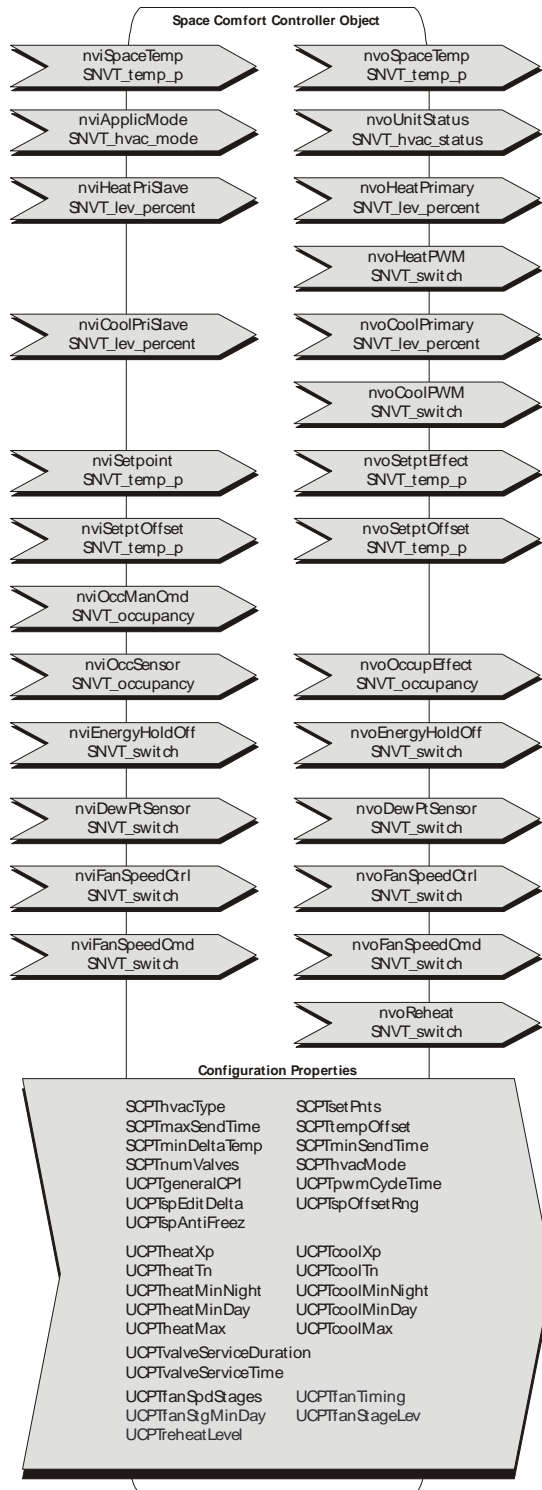 Space Comfort Controller Object
nviSpaceTemp
SNVT_temp_p
nvoSpaceTemp
SNVT_temp_p
nviApplicMode
SNVT_hvac_mode
nvoUnitStatus
SNVT_hvac_status
nviHeatPriSlave
SNVT_lev_percent
nvoHeatPrimary
SNVT_lev_percent
nvoHeatPWM
SNVT_switch
nviCoolPriSlave
SNVT_lev_percent
nvoCoolPrimary
SNVT_lev_percent
nvoCoolPWM
SNVT_switch
nviSetpoint
SNVT_temp_p
nvoSetptEffect
SNVT_temp_p
nviSetptOffset
SNVT_temp_p
nvoSetptOffset
SNVT_temp_p
nviOccManCmd
SNVT_occupancy
nviOccSensor
SNVT_occupancy
nvoOccupEffect
SNVT_occupancy
nviEnergyHoldOff
SNVT_switch
nvoEnergyHoldOff
SNVT_switch
nviDewPtSensor
SNVT_switch
nvoDewPtSensor
SNVT_switch
nviFanSpeedCtrl
SNVT_switch
nvoFanSpeedCtrl
SNVT_switch
nviFanSpeedCmd
SNVT_switch
nvoFanSpeedCmd
SNVT_switch
nvoReheat
SNVT_switch
Configuration Properties
SCPThvacType SCPTsetPnts
SCPTmaxSendTime SCPTtempOffset
SCPTminDeltaTemp SCPTminSendTime
SCPTnumValves SCPThvacMode
UCPTgeneralCP1 UCPTpwmCycleTime
UCPTspEditDelta UCPTspOffsetRng
UCPTspAntiFreez
UCPTheatXp UCPTcoolXp
UCPTheatTn UCPTcoolTn
UCPTheatMinNight UCPTcoolMinNight
UCPTheatMinDay UCPTcoolMinDay
UCPTheatMax UCPTcoolMax
UCPTvalveServiceDuration
UCPTvalveServiceTime
UCPTfanSpdStages UCPTfanTiming
UCPTfanStgMinDay UCPTfanStageLev
UCPTreheatLevel